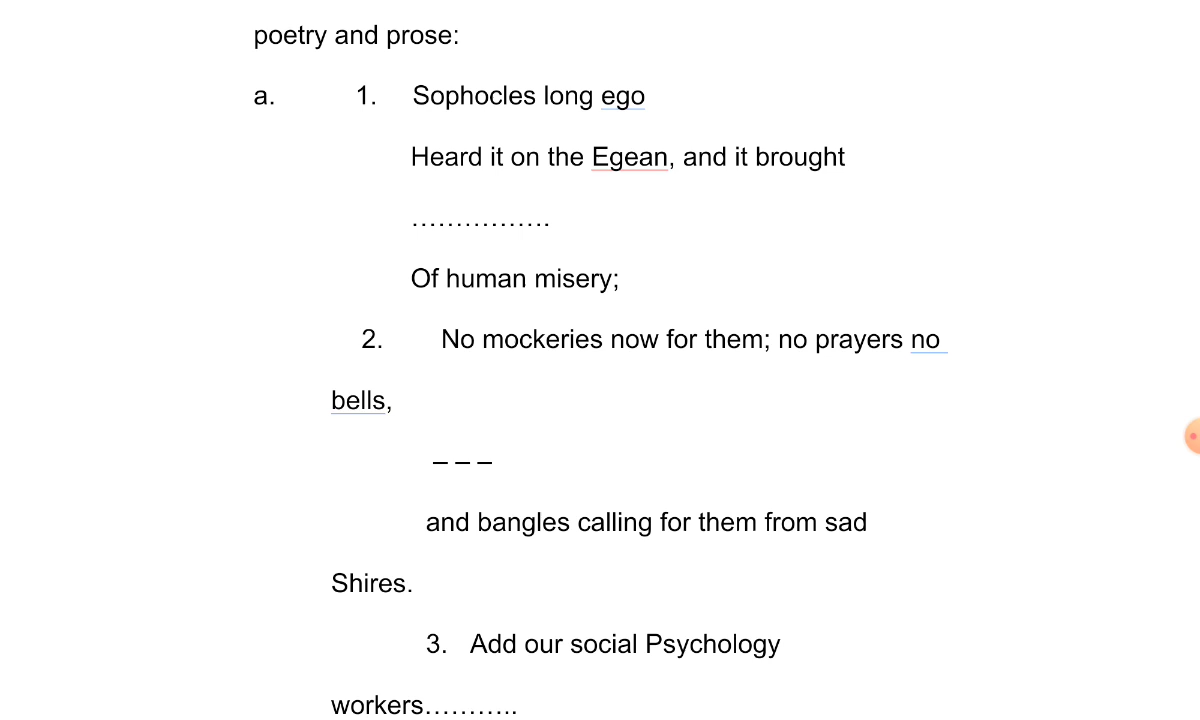 poetry and prose:
a. 1. Sophocles long ego
Heard it on the Egean, and it brought
…………….
Of human misery;
2. No mockeries now for them; no prayers no
bells,
– – –
and bangles calling for them from sad
Shires.
3. Add our social Psychology
workers………..